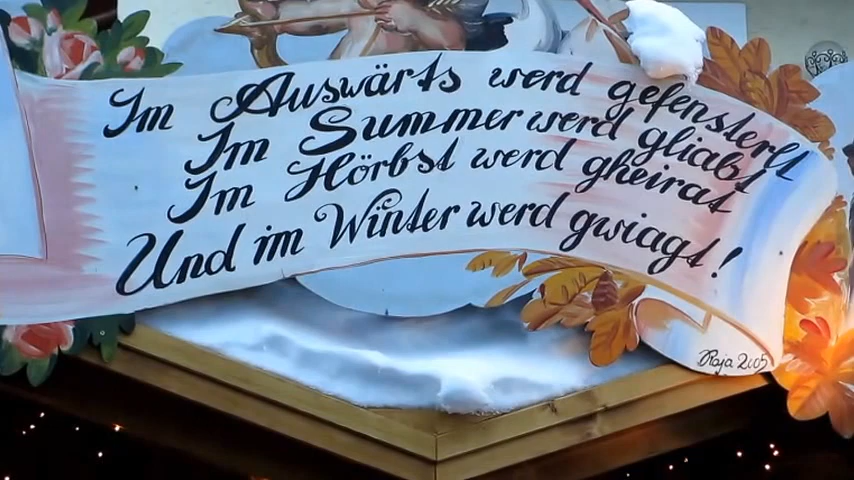 Im Auswärts werd gefensterlt
Im Summer werd gliabt
Im Hörbst werd gheirat
Und im Winter werd gwiagt!
Raja 2005